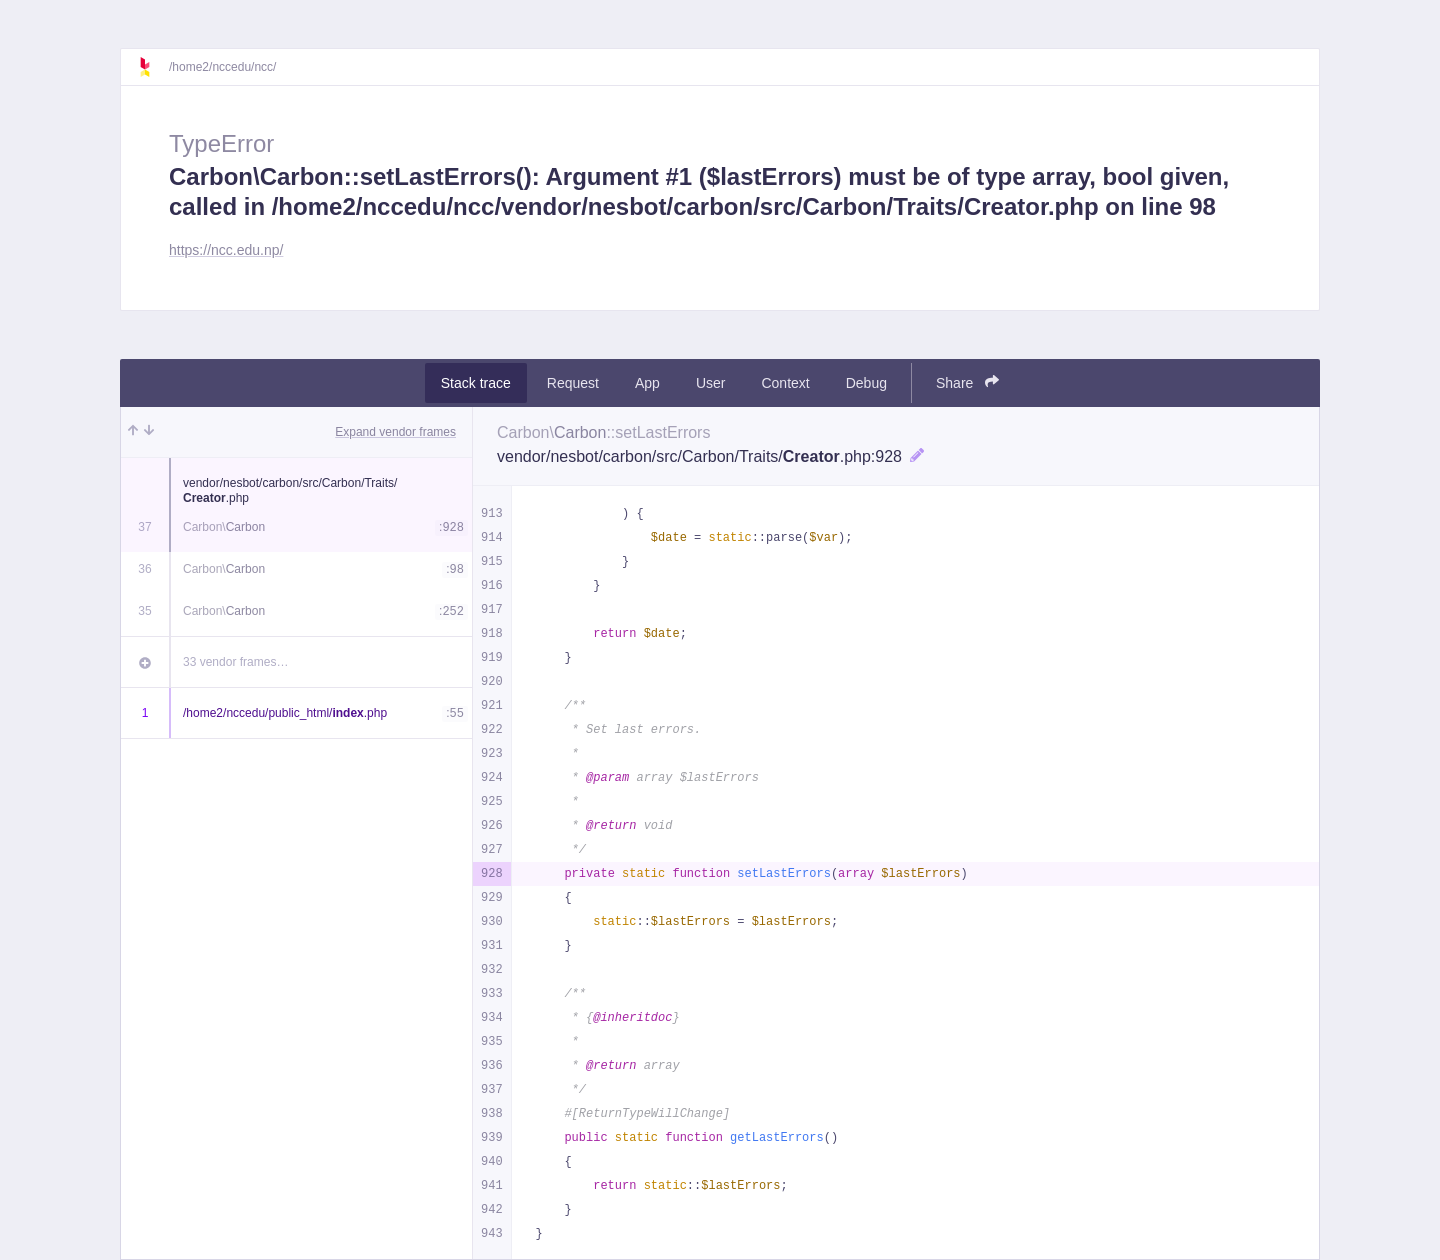 /home2/nccedu/ncc/
TypeError
Carbon\Carbon::setLastErrors(): Argument #1 ($lastErrors) must be of type array, bool given,
called in /home2/nccedu/ncc/vendor/nesbot/carbon/src/Carbon/Traits/Creator.php on line 98
https://ncc.edu.np/
Stack trace Request App User Context Debug Share
Expand vendor frames
vendor/nesbot/carbon/src/Carbon/Traits/
Creator.php
37 Carbon\Carbon :928
36 Carbon\Carbon :98
35 Carbon\Carbon :252
33 vendor frames…
1 /home2/nccedu/public_html/index.php :55
Carbon\Carbon::setLastErrors
vendor/nesbot/carbon/src/Carbon/Traits/Creator.php:928
913             ) {
914                 $date = static::parse($var);
915             }
916         }
917
918         return $date;
919     }
920
921     /**
922      * Set last errors.
923      *
924      * @param array $lastErrors
925      *
926      * @return void
927      */
928     private static function setLastErrors(array $lastErrors)
929     {
930         static::$lastErrors = $lastErrors;
931     }
932
933     /**
934      * {@inheritdoc}
935      *
936      * @return array
937      */
938     #[ReturnTypeWillChange]
939     public static function getLastErrors()
940     {
941         return static::$lastErrors;
942     }
943 }